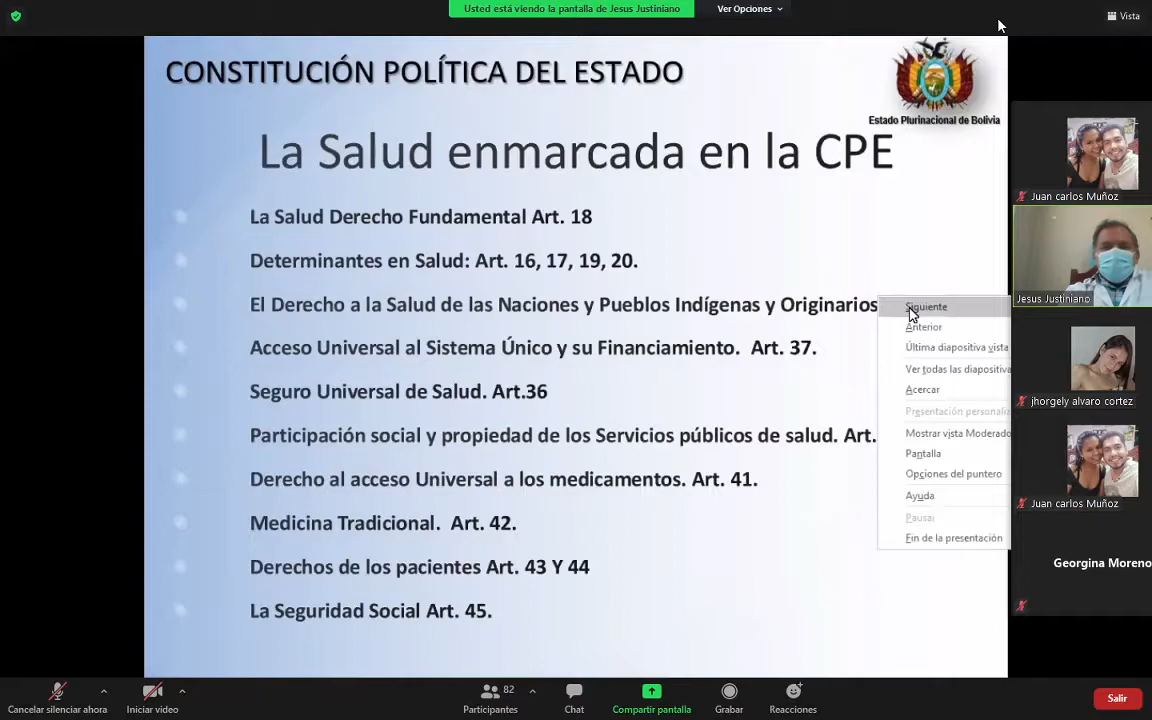 Usted está viendo la pantalla de Jesus Justiniano
Ver Opciones
Vista
CONSTITUCIÓN POLÍTICA DEL ESTADO
Estado Plurinacional de Bolivia
La Salud enmarcada en la CPE
La Salud Derecho Fundamental Art. 18
Determinantes en Salud: Art. 16, 17, 19, 20.
El Derecho a la Salud de las Naciones y Pueblos Indígenas y Originarios
Acceso Universal al Sistema Único y su Financiamiento. Art. 37.
Seguro Universal de Salud. Art.36
Participación social y propiedad de los Servicios públicos de salud. Art.
Derecho al acceso Universal a los medicamentos. Art. 41.
Medicina Tradicional. Art. 42.
Derechos de los pacientes Art. 43 Y 44
La Seguridad Social Art. 45.
Siguiente
Anterior
Última diapositiva vista
Ver todas las diapositiva
Acercar
Presentación personaliz
Mostrar vista Moderado
Pantalla
Opciones del puntero
Ayuda
Pausar
Fin de la presentación
Juan carlos Muñoz
Jesus Justiniano
jhorgely alvaro cortez
Juan carlos Muñoz
Georgina Moreno
Cancelar silenciar ahora
Iniciar video
82
Participantes
Chat
Compartir pantalla
Grabar
Reacciones
Salir